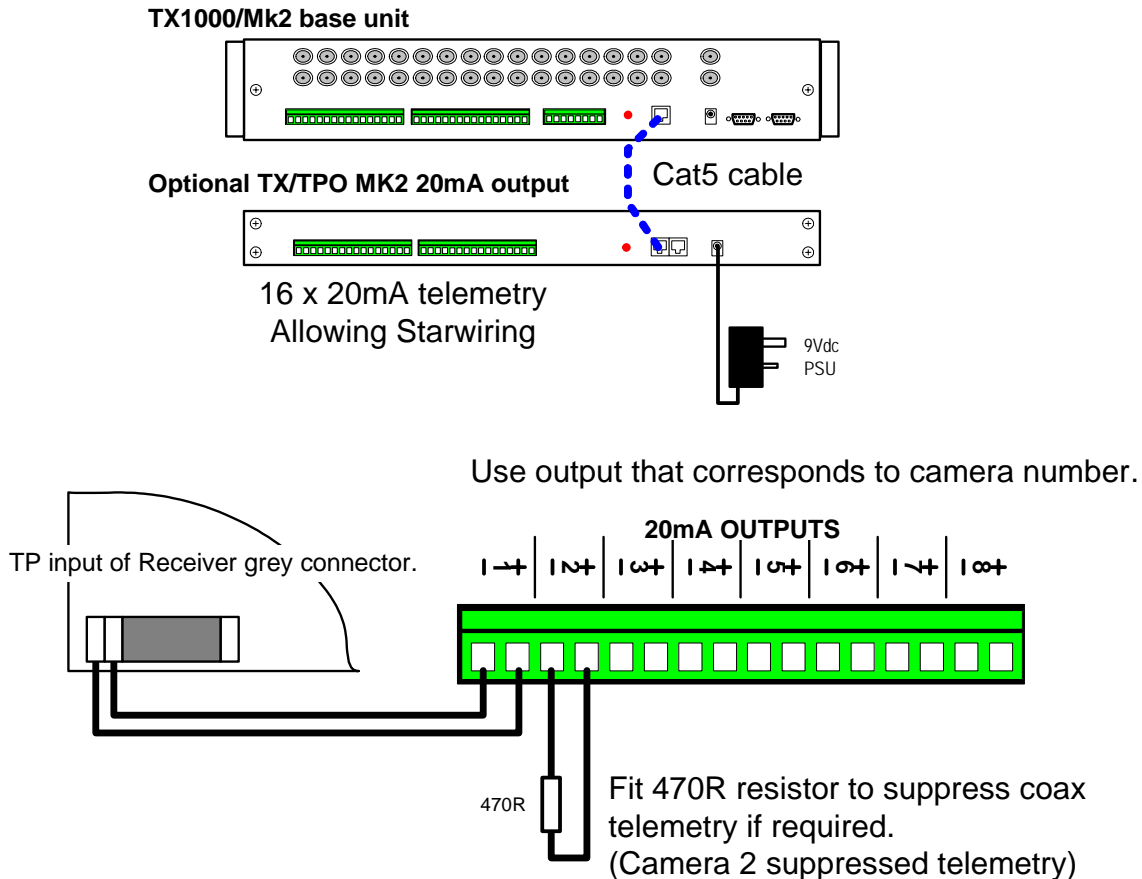 TX1000/Mk2 base unit
Cat5 cable
Optional TX/TPO MK2 20mA output
16 x 20mA telemetry
Allowing Starwiring
9Vdc
PSU
Use output that corresponds to camera number.
20mA OUTPUTS
- 1 + - 2 + - 3 + - 4 + - 5 + - 6 + - 7 + - 8 +
TP input of Receiver grey connector.
470R
Fit 470R resistor to suppress coax
telemetry if required.
(Camera 2 suppressed telemetry)